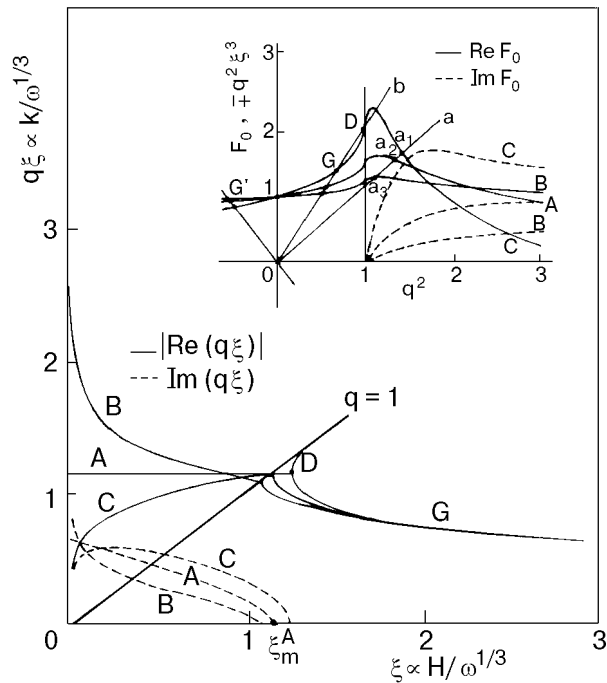 qξ ∝ k/ω^1/3
F₀ , ∓q²ξ³
3
2
1
0
1
2
3
q²
Re F₀
Im F₀
b
a
D
a₁
a₂
a₃
G
G'
C
B
A
B
C
3
2
1
0
|Re (qξ)|
Im (qξ)
B
q = 1
A
D
C
G
C
A
B
1
ξ_m^A
2
3
ξ ∝ H/ω^1/3